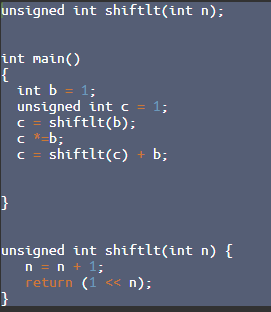 unsigned int shiftlt(int n);
int main()
{
  int b = 1;
  unsigned int c = 1;
  c = shiftlt(b);
  c *=b;
  c = shiftlt(c) + b;
}
unsigned int shiftlt(int n) {
   n = n + 1;
   return (1 << n);
}